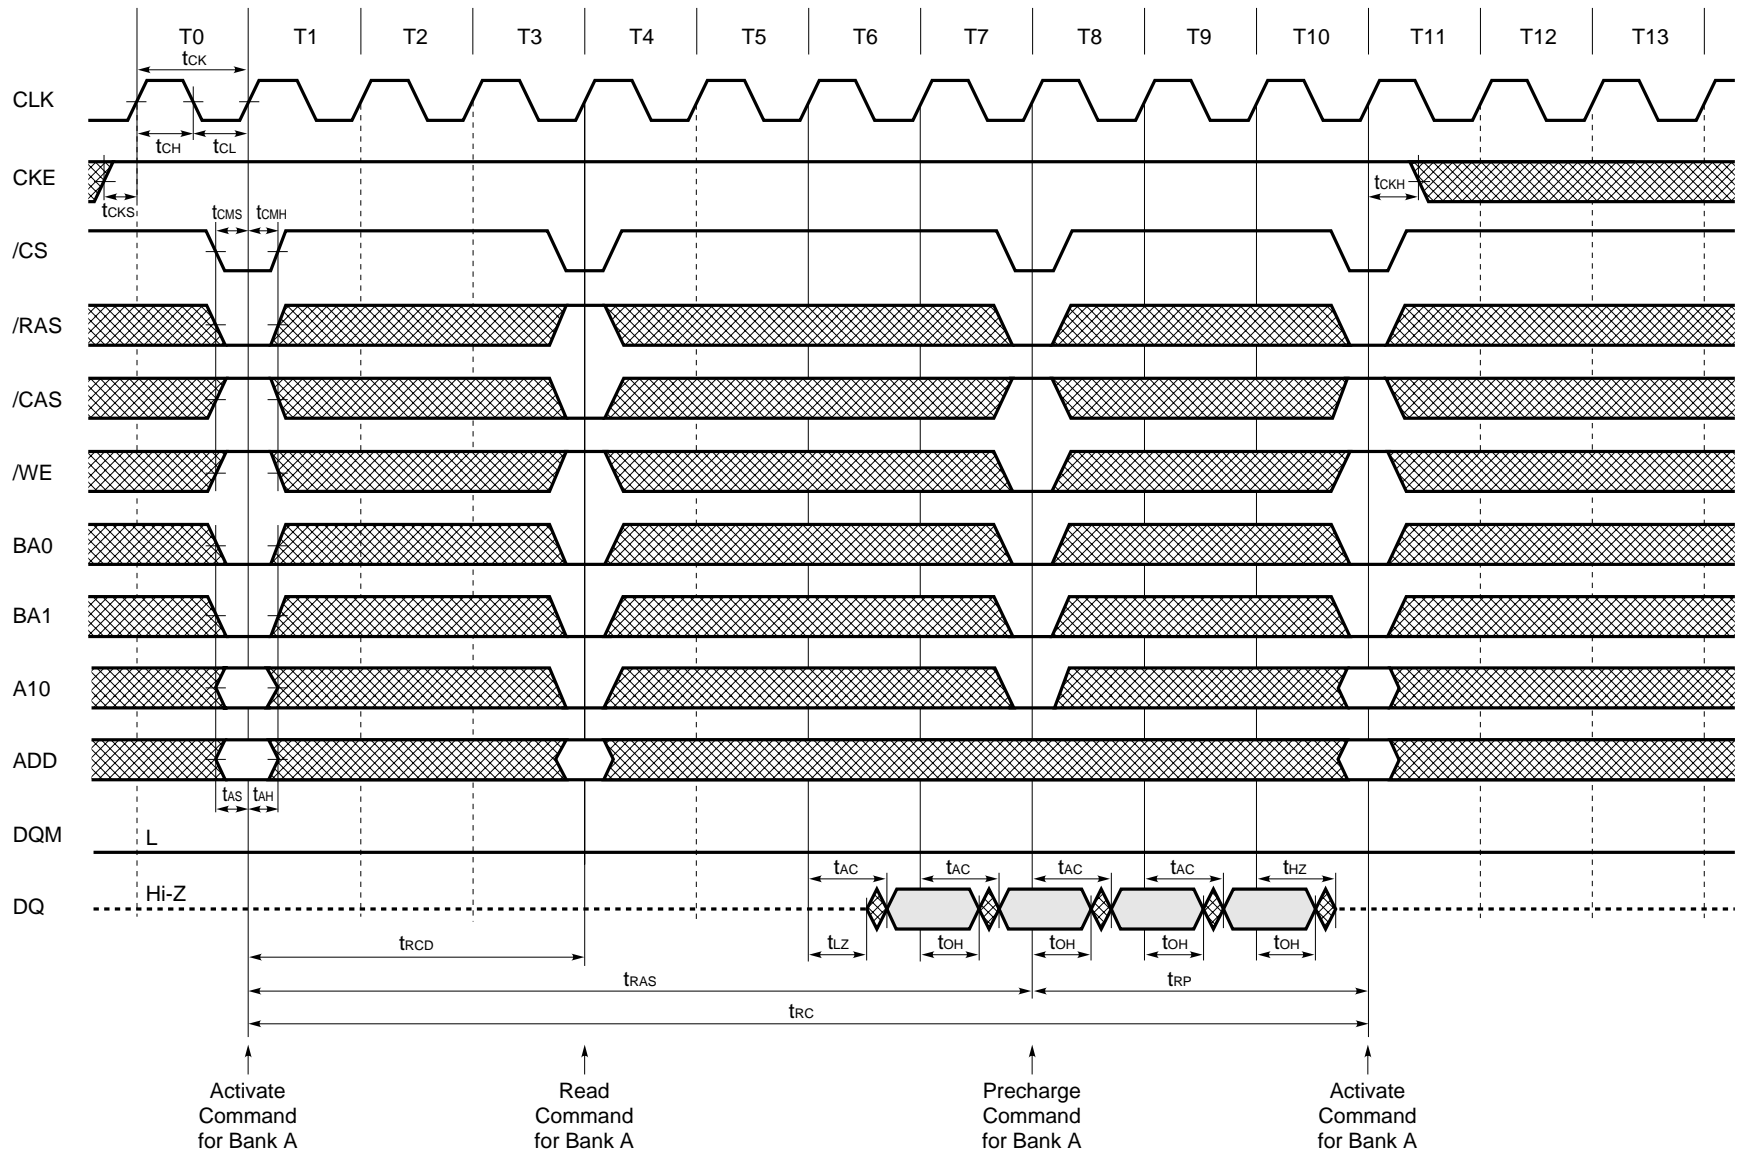 T0 T1 T2 T3 T4 T5 T6 T7 T8 T9 T10 T11 T12 T13
tCK
CLK
tCH tCL
CKE
tCKS tCKH
tCMS tCMH
/CS
/RAS
/CAS
/WE
BA0
BA1
A10
ADD
tAS tAH
DQM L
tAC tAC tAC tAC tHZ
DQ Hi-Z
tLZ tOH tOH tOH tOH
tRCD
tRAS tRP
tRC
Activate
Command
for Bank A
Read
Command
for Bank A
Precharge
Command
for Bank A
Activate
Command
for Bank A